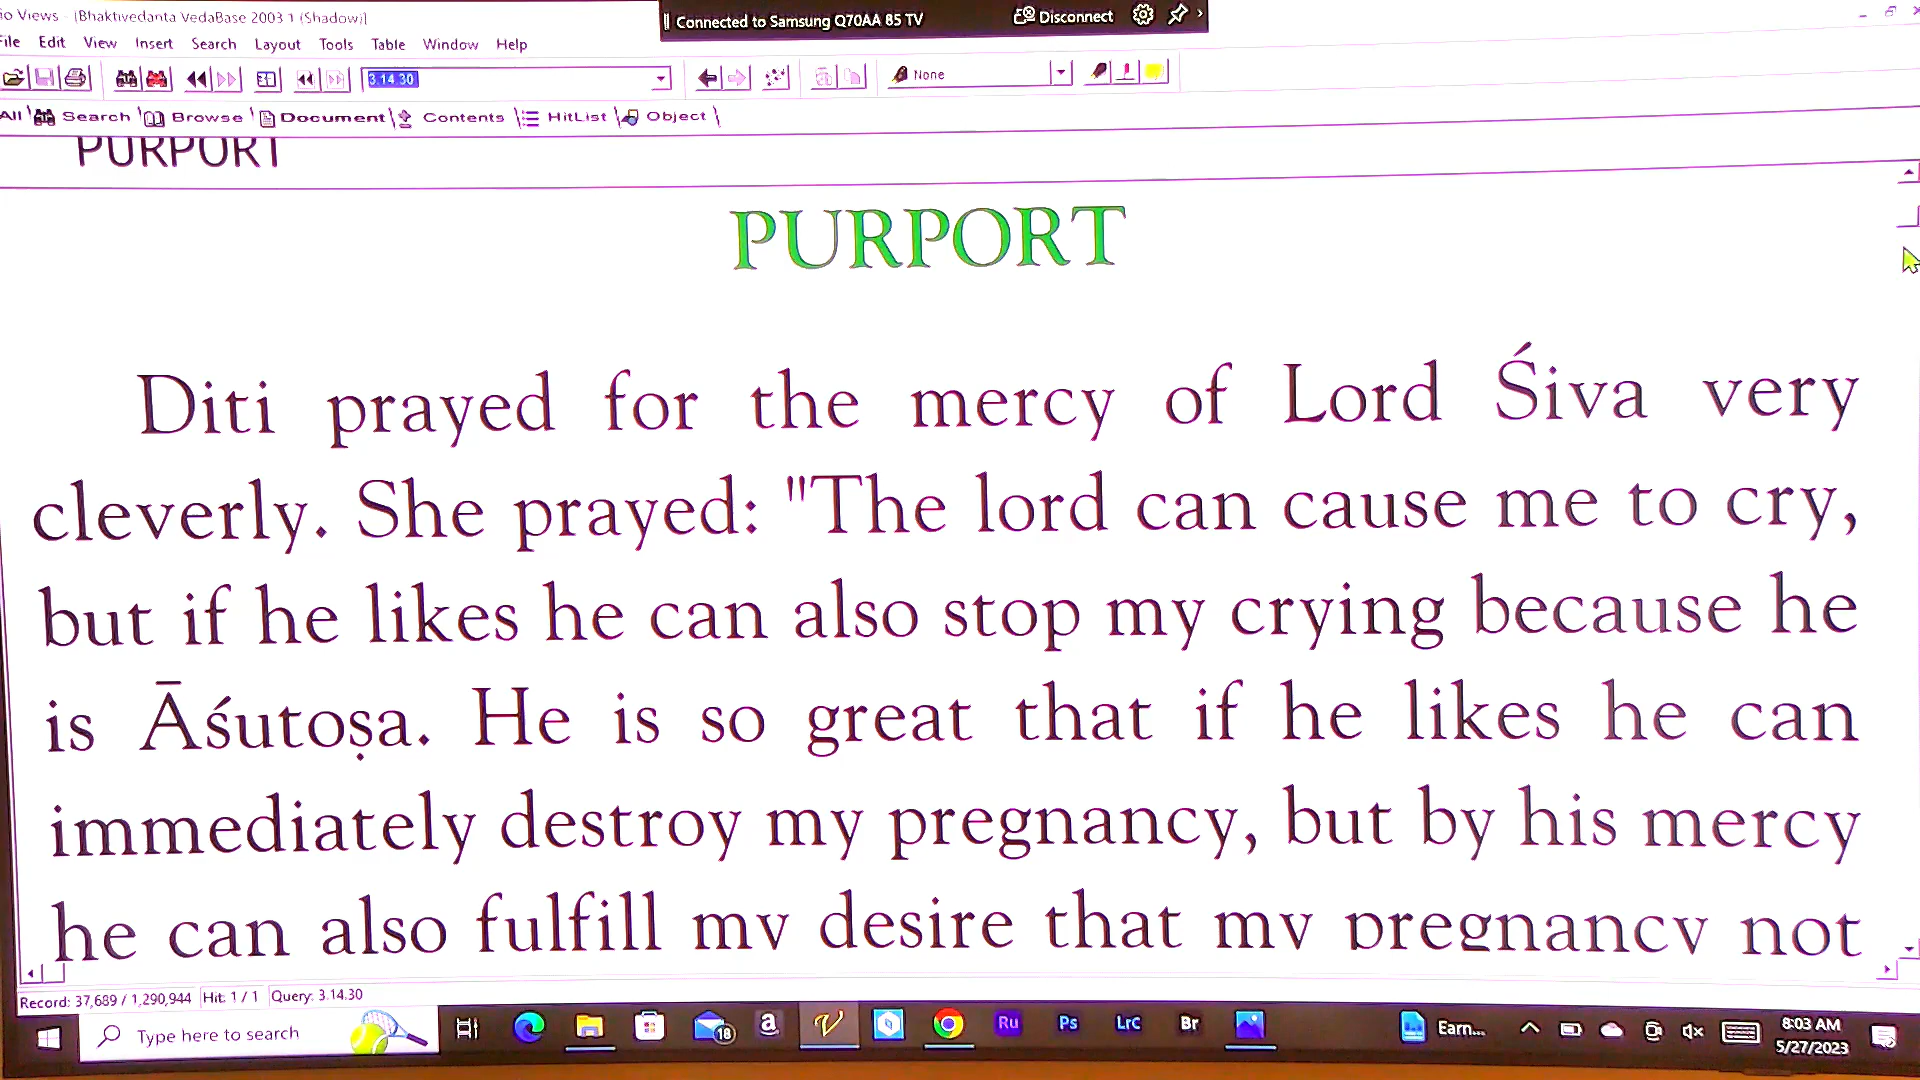 io Views - [Bhaktivedanta VedaBase 2003 1 (Shadow)]
Connected to Samsung Q70AA 85 TV Disconnect
File Edit View Insert Search Layout Tools Table Window Help
3.14.30 None
All Search Browse Document Contents HitList Object
PURPORT
PURPORT
Diti prayed for the mercy of Lord Śiva very
cleverly. She prayed: "The lord can cause me to cry,
but if he likes he can also stop my crying because he
is Āśutoṣa. He is so great that if he likes he can
immediately destroy my pregnancy, but by his mercy
he can also fulfill my desire that my pregnancy not
Record: 37,689 / 1,290,944 Hit: 1 / 1 Query: 3.14.30
Type here to search 18 a V Ru Ps LrC Br Earn... 8:03 AM
5/27/2023